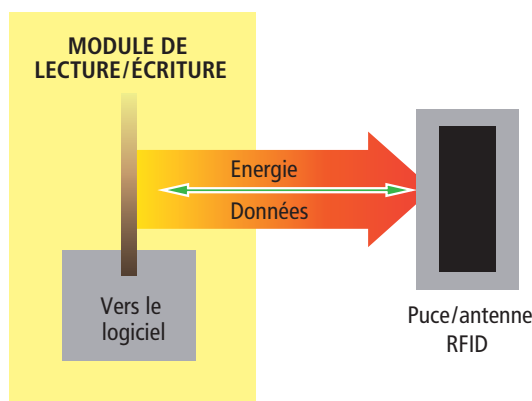 MODULE DE
LECTURE/ÉCRITURE
Energie
Données
Vers le
logiciel
Puce/antenne
RFID